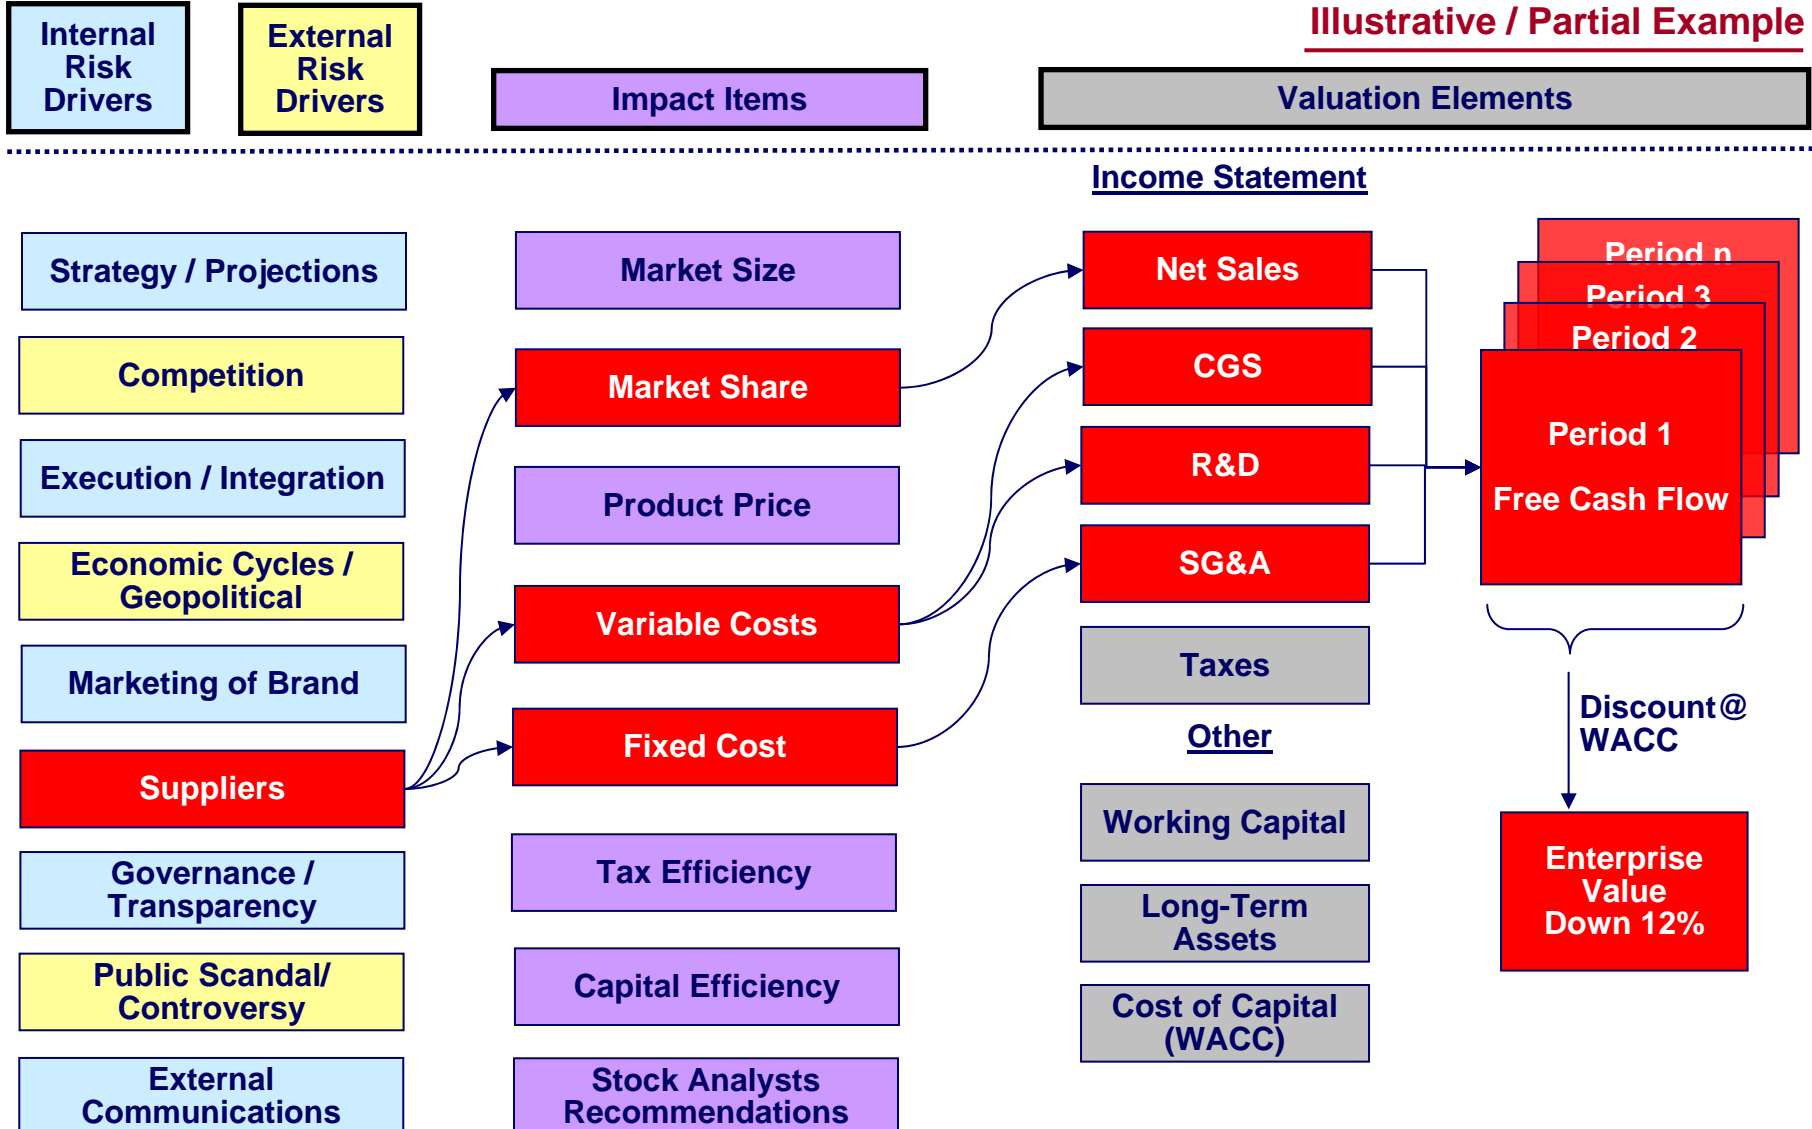 Internal
Risk
Drivers
External
Risk
Drivers
Impact Items
Illustrative / Partial Example
Valuation Elements
Income Statement
Strategy / Projections
Competition
Execution / Integration
Economic Cycles /
Geopolitical
Marketing of Brand
Suppliers
Governance /
Transparency
Public Scandal/
Controversy
External
Communications
Market Size
Market Share
Product Price
Variable Costs
Fixed Cost
Tax Efficiency
Capital Efficiency
Stock Analysts
Recommendations
Net Sales
CGS
R&D
SG&A
Taxes
Other
Working Capital
Long-Term
Assets
Cost of Capital
(WACC)
Period n
Period 3
Period 2
Period 1
Free Cash Flow
Discount@
WACC
Enterprise
Value
Down 12%